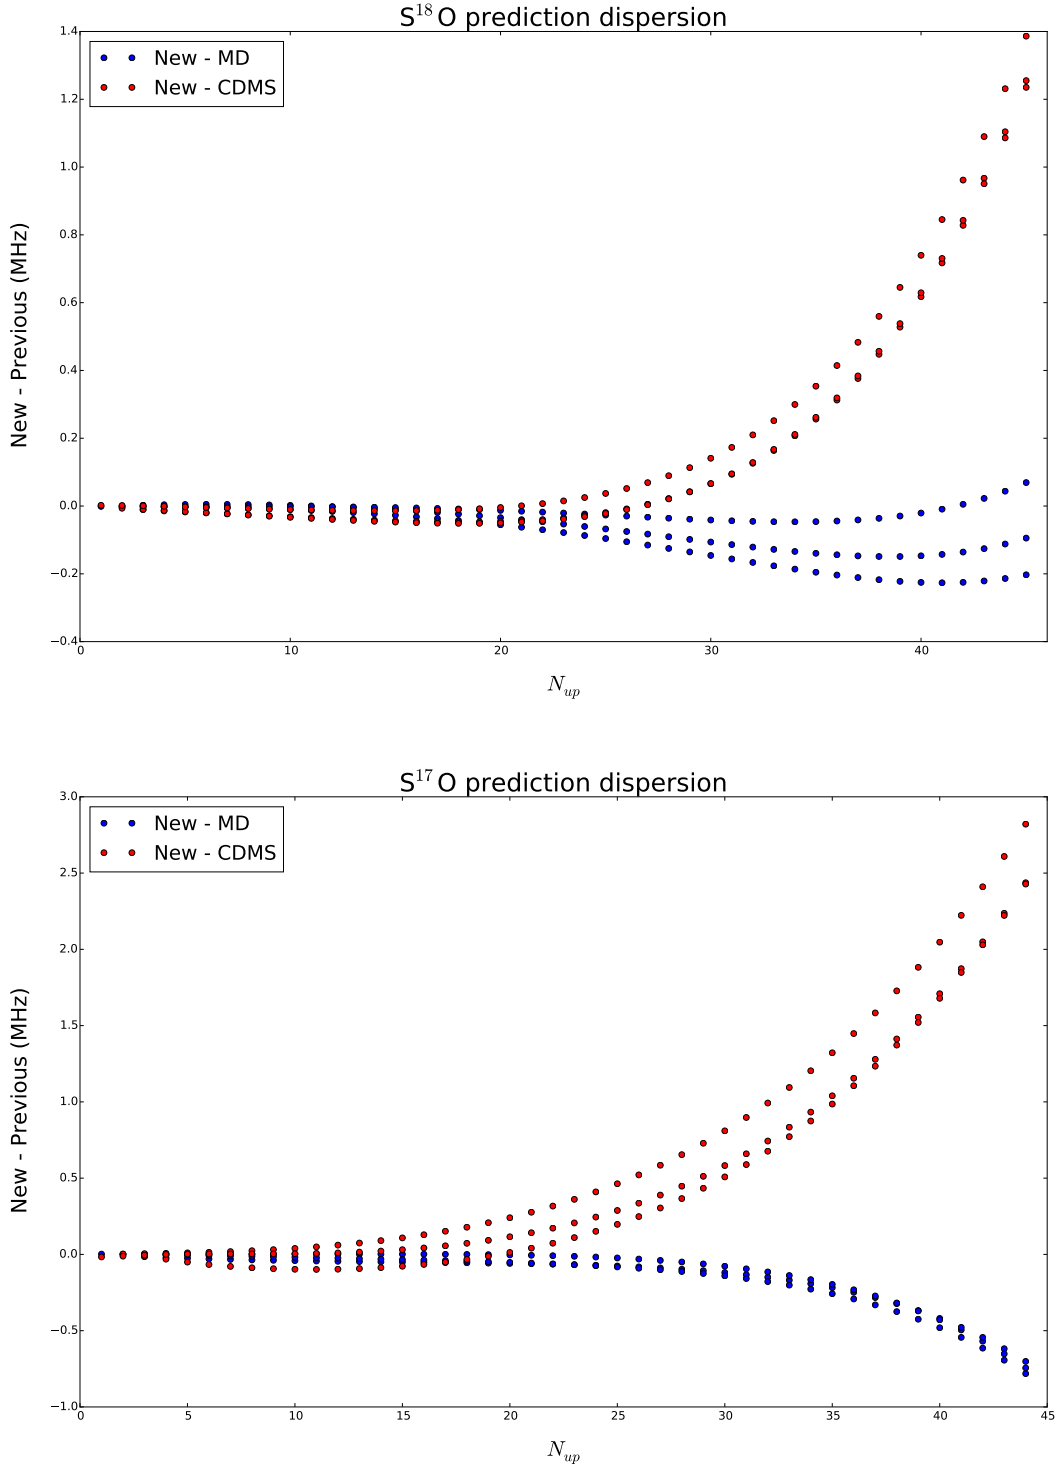 S¹⁸O prediction dispersion
New - MD
New - CDMS
New - Previous (MHz)
1.4
1.2
1.0
0.8
0.6
0.4
0.2
0.0
−0.2
−0.4
0 10 20 30 40
N_up
S¹⁷O prediction dispersion
New - MD
New - CDMS
New - Previous (MHz)
3.0
2.5
2.0
1.5
1.0
0.5
0.0
−0.5
−1.0
0 5 10 15 20 25 30 35 40 45
N_up